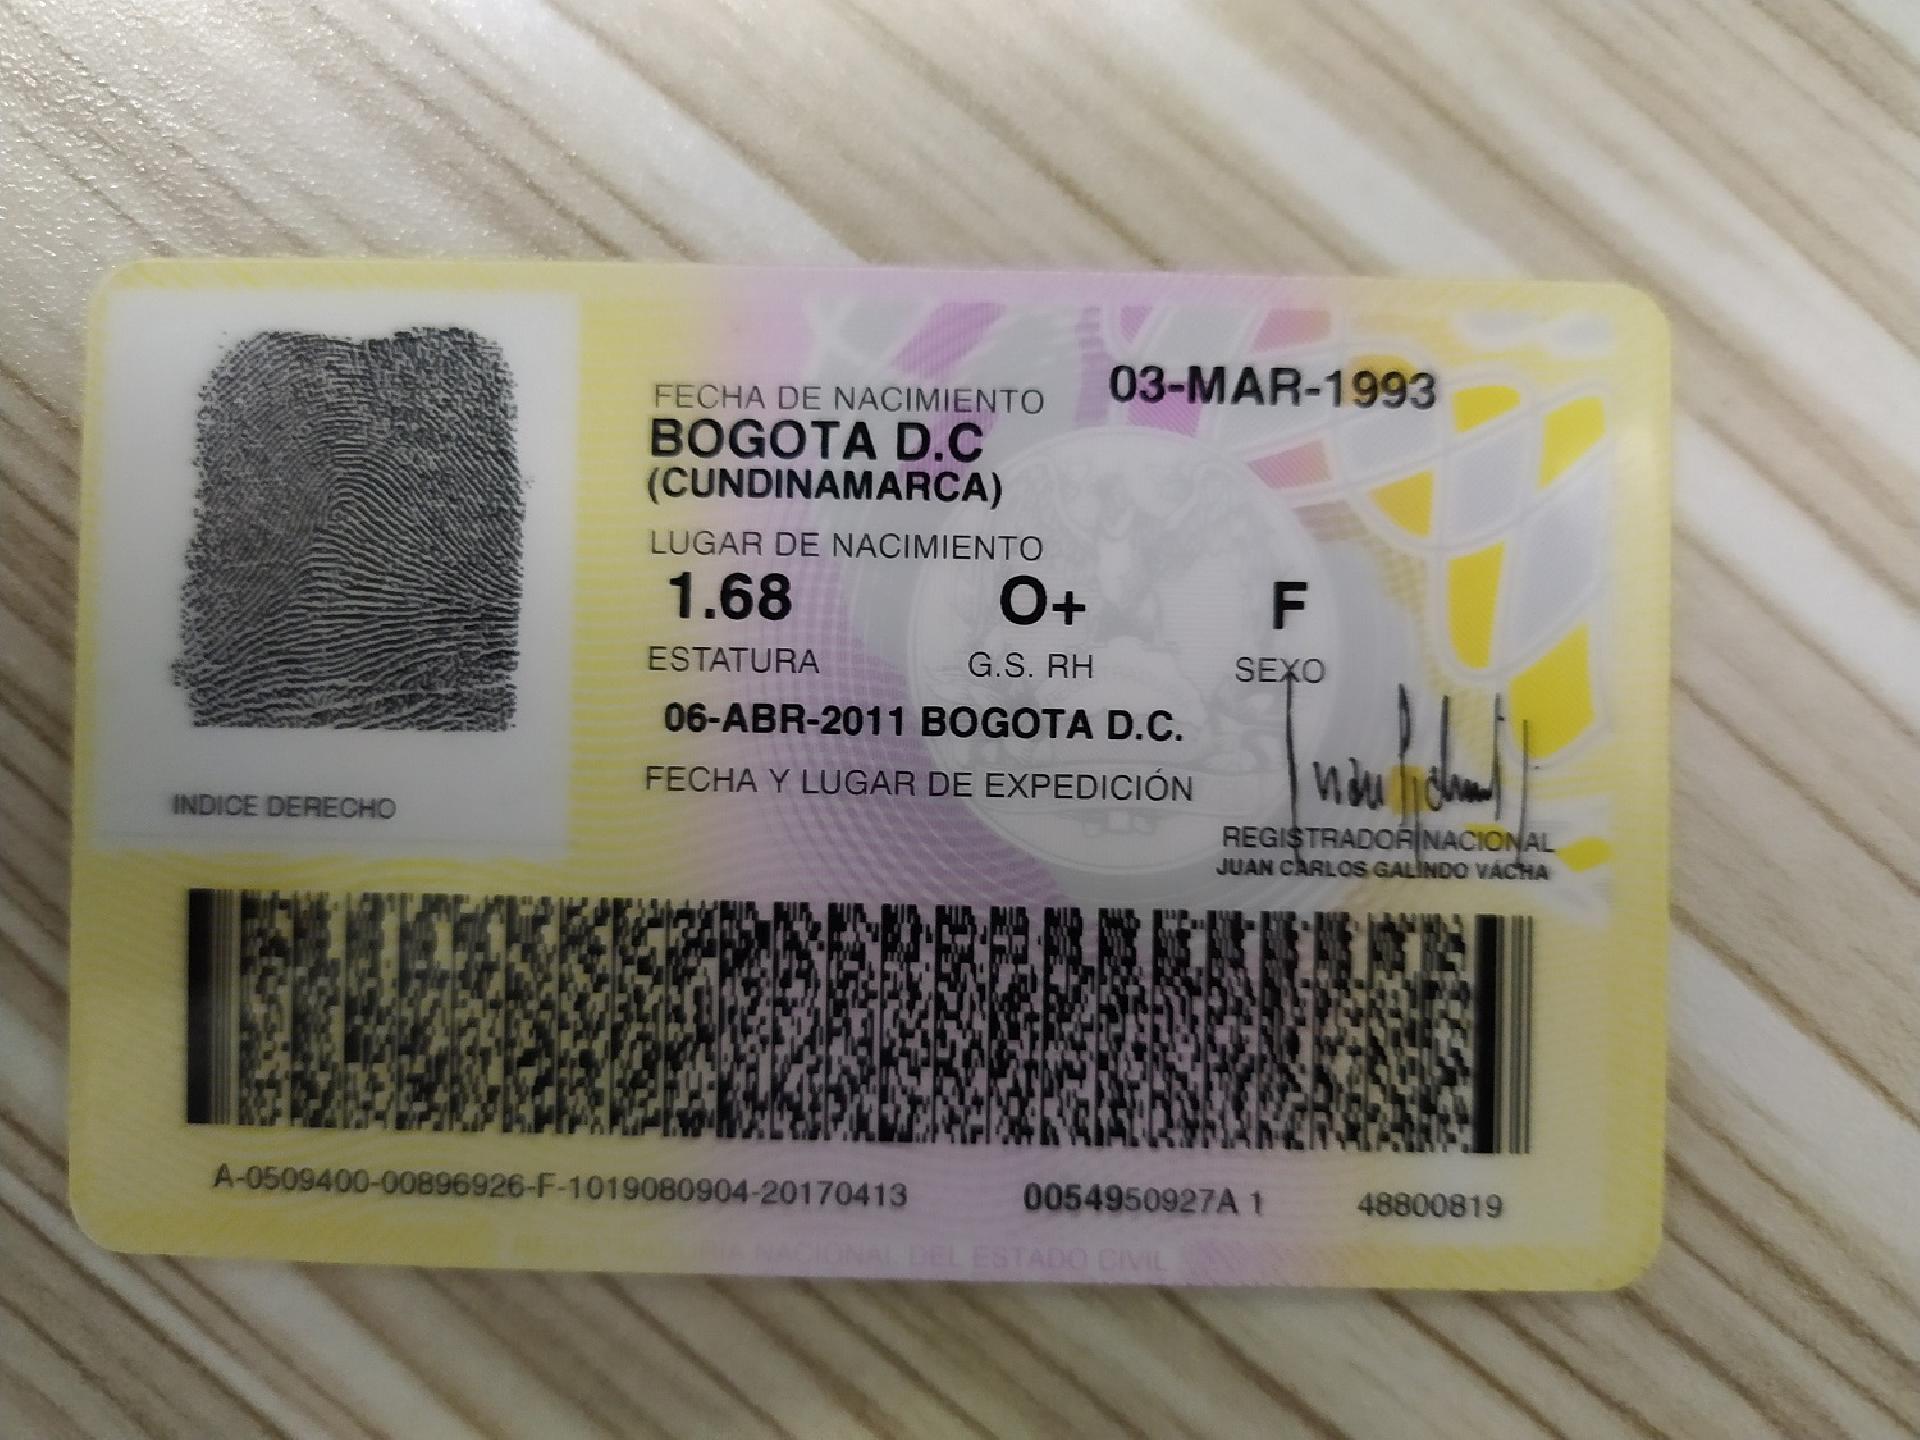 FECHA DE NACIMIENTO 03-MAR-1993
BOGOTA D.C
(CUNDINAMARCA)
LUGAR DE NACIMIENTO
1.68 O+ F
ESTATURA G.S. RH SEXO
06-ABR-2011 BOGOTA D.C.
FECHA Y LUGAR DE EXPEDICIÓN
INDICE DERECHO
REGISTRADOR NACIONAL
JUAN CARLOS GALINDO VÁCHA
A-0509400-00896926-F-1019080904-20170413 0054950927A 1 48800819
REGISTRADURIA NACIONAL DEL ESTADO CIVIL